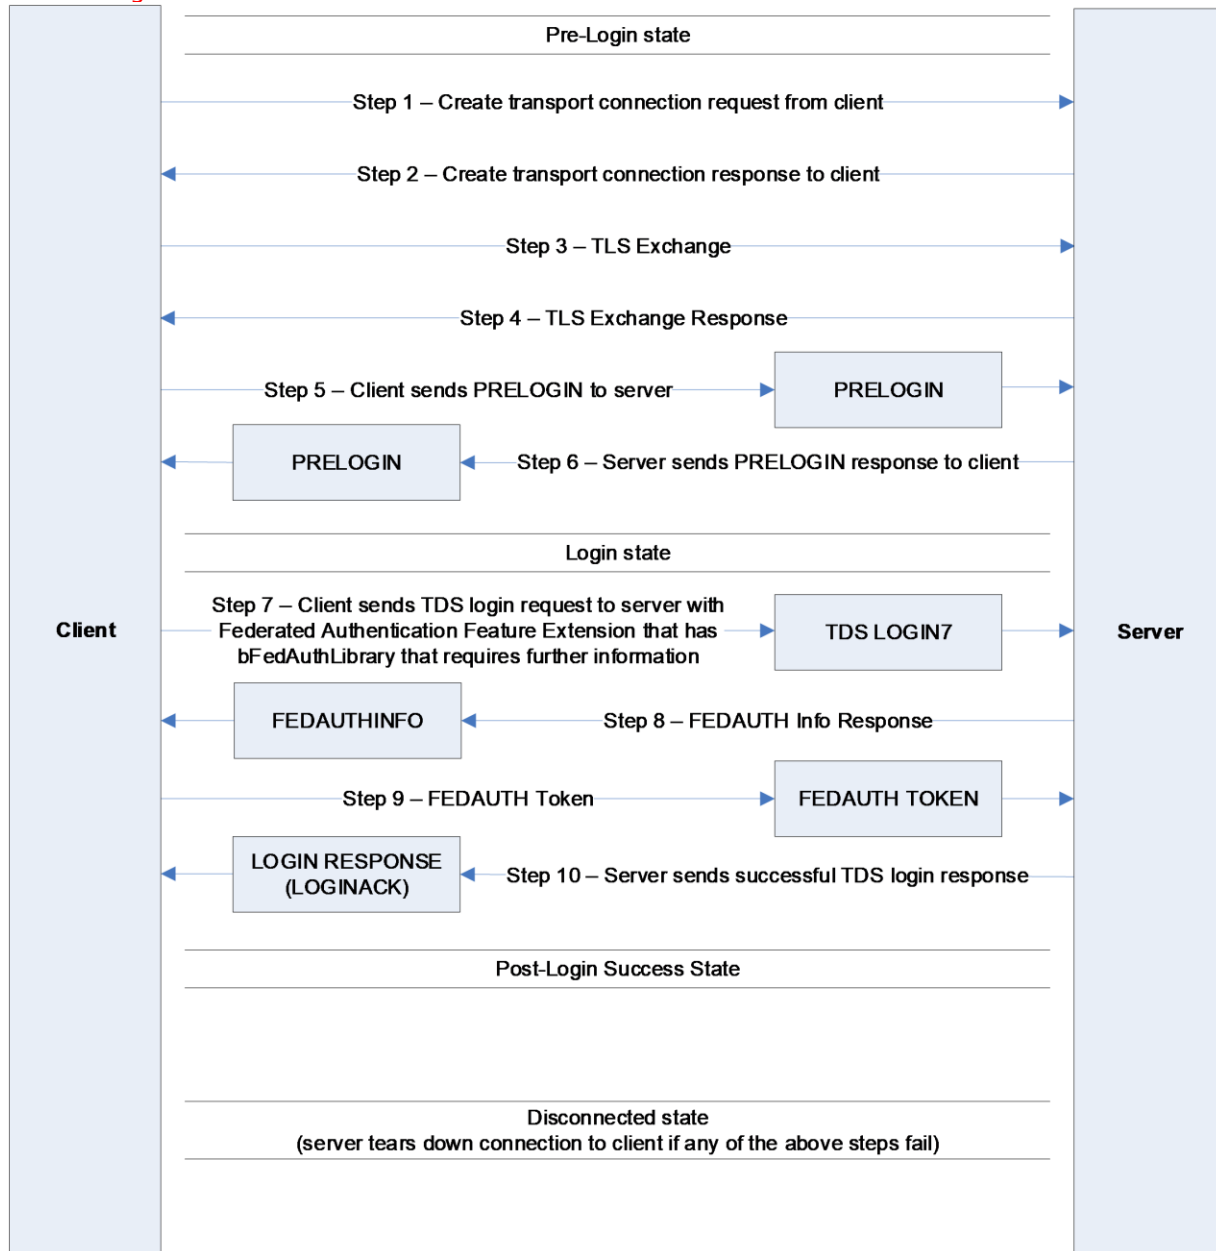 Pre-Login state
Step 1 – Create transport connection request from client
Step 2 – Create transport connection response to client
Step 3 – TLS Exchange
Step 4 – TLS Exchange Response
Step 5 – Client sends PRELOGIN to server
PRELOGIN
PRELOGIN
Step 6 – Server sends PRELOGIN response to client
Login state
Step 7 – Client sends TDS login request to server with
Federated Authentication Feature Extension that has
bFedAuthLibrary that requires further information
TDS LOGIN7
Client
Server
FEDAUTHINFO
Step 8 – FEDAUTH Info Response
Step 9 – FEDAUTH Token
FEDAUTH TOKEN
LOGIN RESPONSE
(LOGINACK)
Step 10 – Server sends successful TDS login response
Post-Login Success State
Disconnected state
(server tears down connection to client if any of the above steps fail)